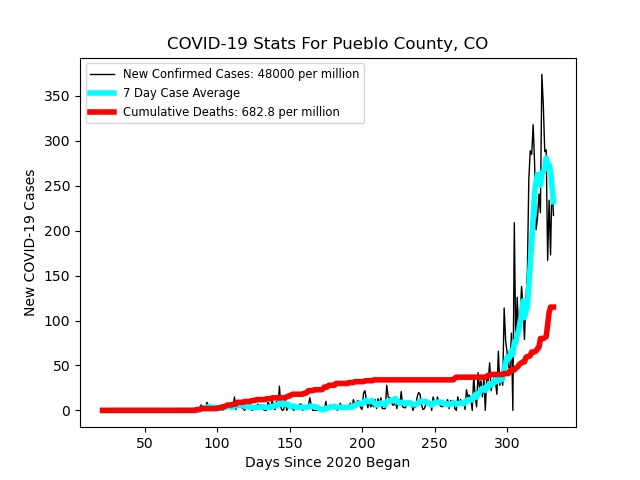 COVID-19 Stats For Pueblo County, CO
New Confirmed Cases: 48000 per million
7 Day Case Average
Cumulative Deaths: 682.8 per million
New COVID-19 Cases
350
300
250
200
150
100
50
0
50 100 150 200 250 300
Days Since 2020 Began